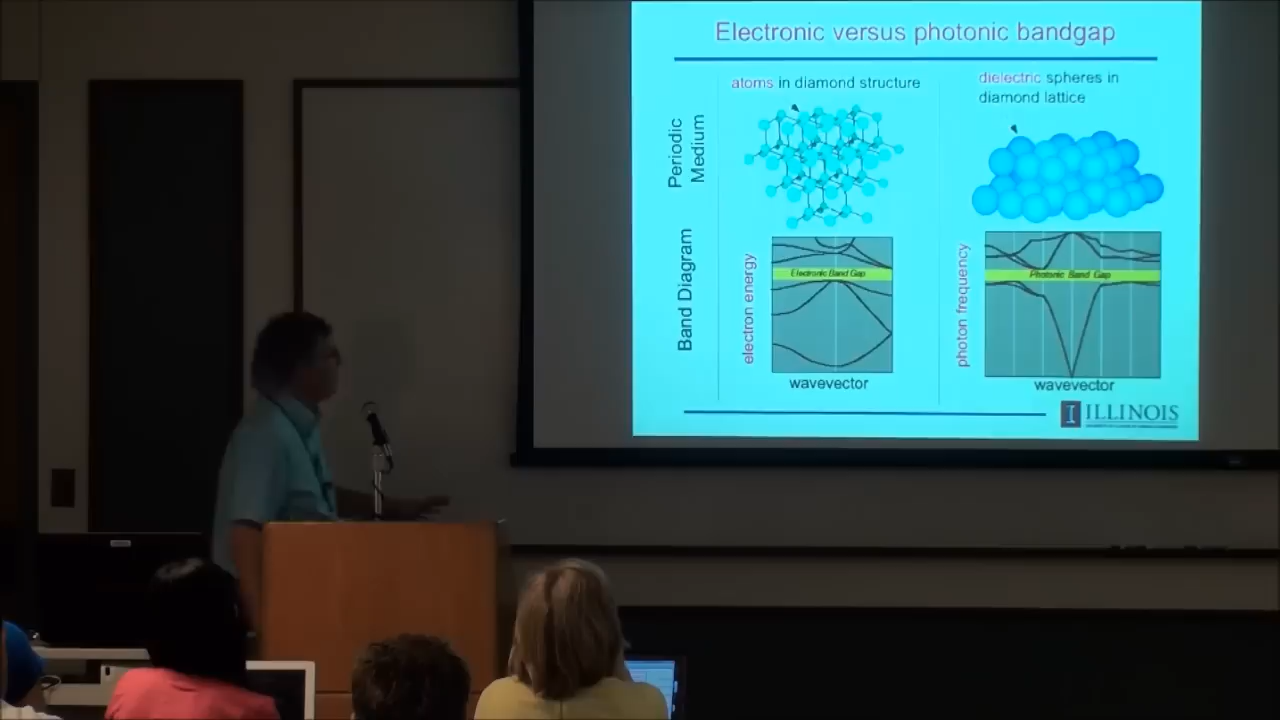 Electronic versus photonic bandgap
atoms in diamond structure
dielectric spheres in
diamond lattice
Periodic
Medium
Band Diagram
electron energy
Electronic Band Gap
wavevector
photon frequency
Photonic Band Gap
wavevector
I ILLINOIS